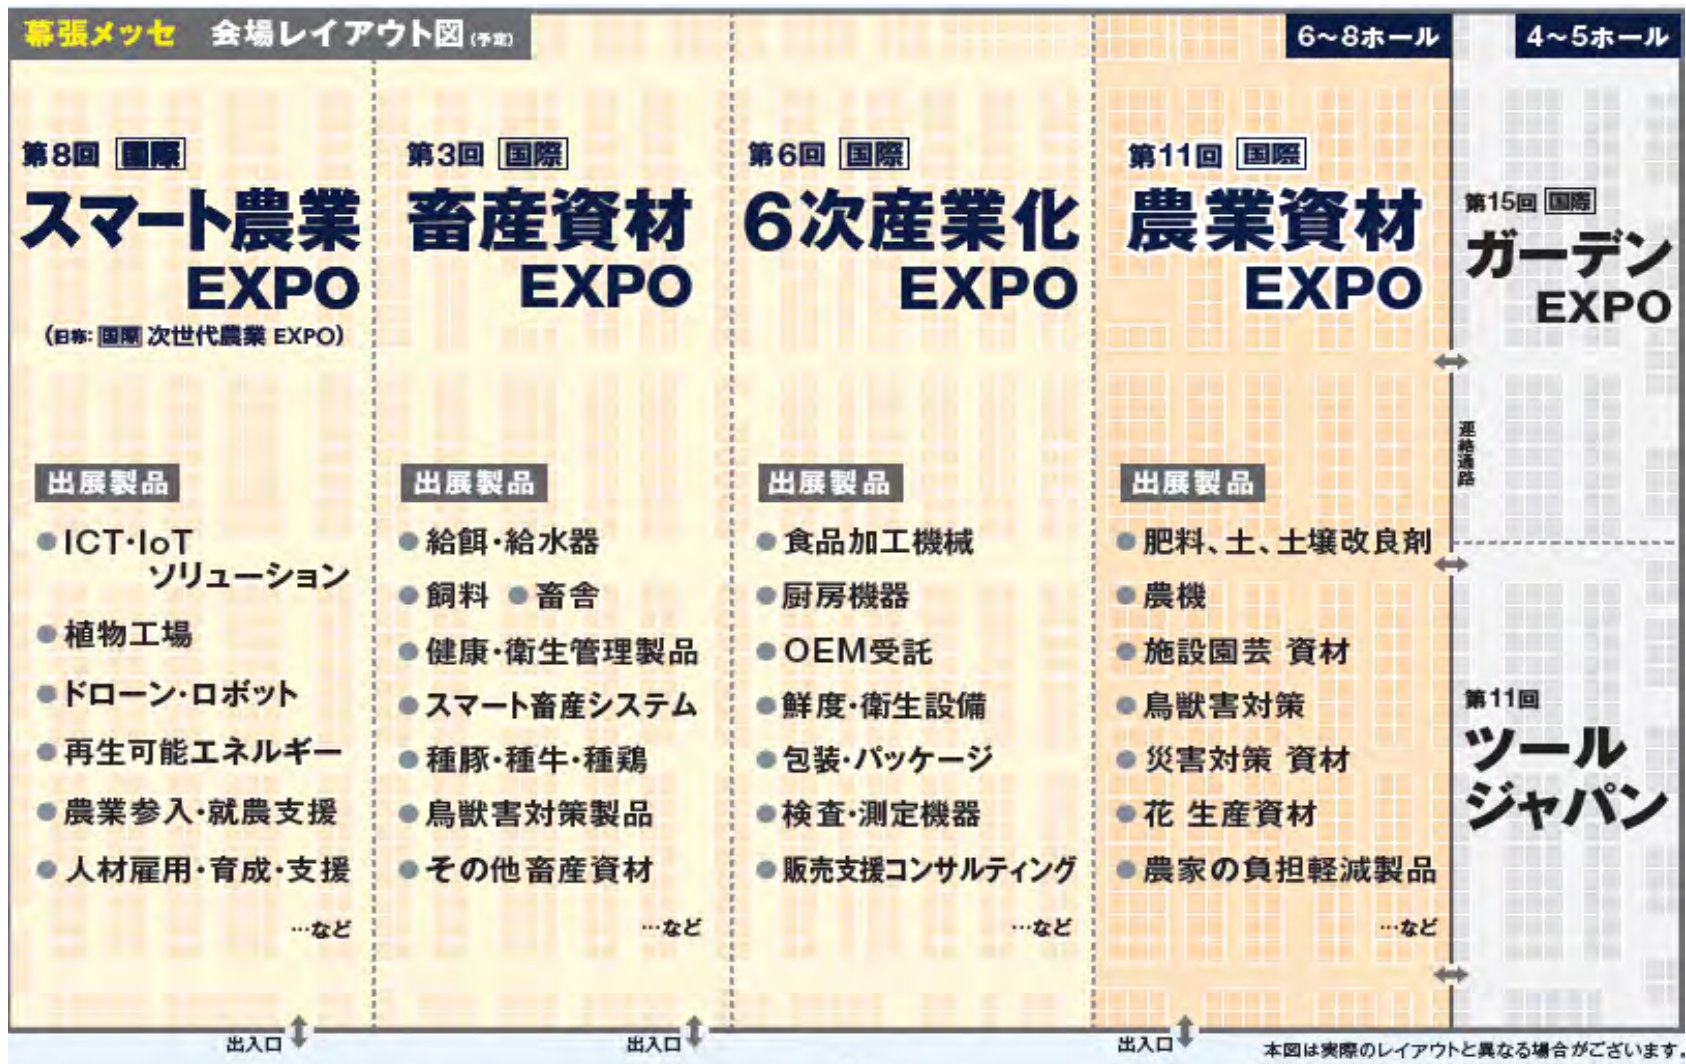 幕張メッセ 会場レイアウト図(予定)
6〜8ホール
4〜5ホール
第8回 国際
スマート農業
EXPO
(旧称: 国際 次世代農業 EXPO)
出展製品
ICT・IoT
ソリューション
植物工場
ドローン・ロボット
再生可能エネルギー
農業参入・就農支援
人材雇用・育成・支援
…など
第3回 国際
畜産資材
EXPO
出展製品
給餌・給水器
飼料 ● 畜舎
健康・衛生管理製品
スマート畜産システム
種豚・種牛・種鶏
鳥獣害対策製品
その他畜産資材
…など
第6回 国際
6次産業化
EXPO
出展製品
食品加工機械
厨房機器
OEM受託
鮮度・衛生設備
包装・パッケージ
検査・測定機器
販売支援コンサルティング
…など
第11回 国際
農業資材
EXPO
出展製品
肥料、土、土壌改良剤
農機
施設園芸 資材
鳥獣害対策
災害対策 資材
花 生産資材
農家の負担軽減製品
…など
第15回 国際
ガーデン
EXPO
連絡通路
第11回
ツール
ジャパン
出入口
出入口
出入口
本図は実際のレイアウトと異なる場合がございます。